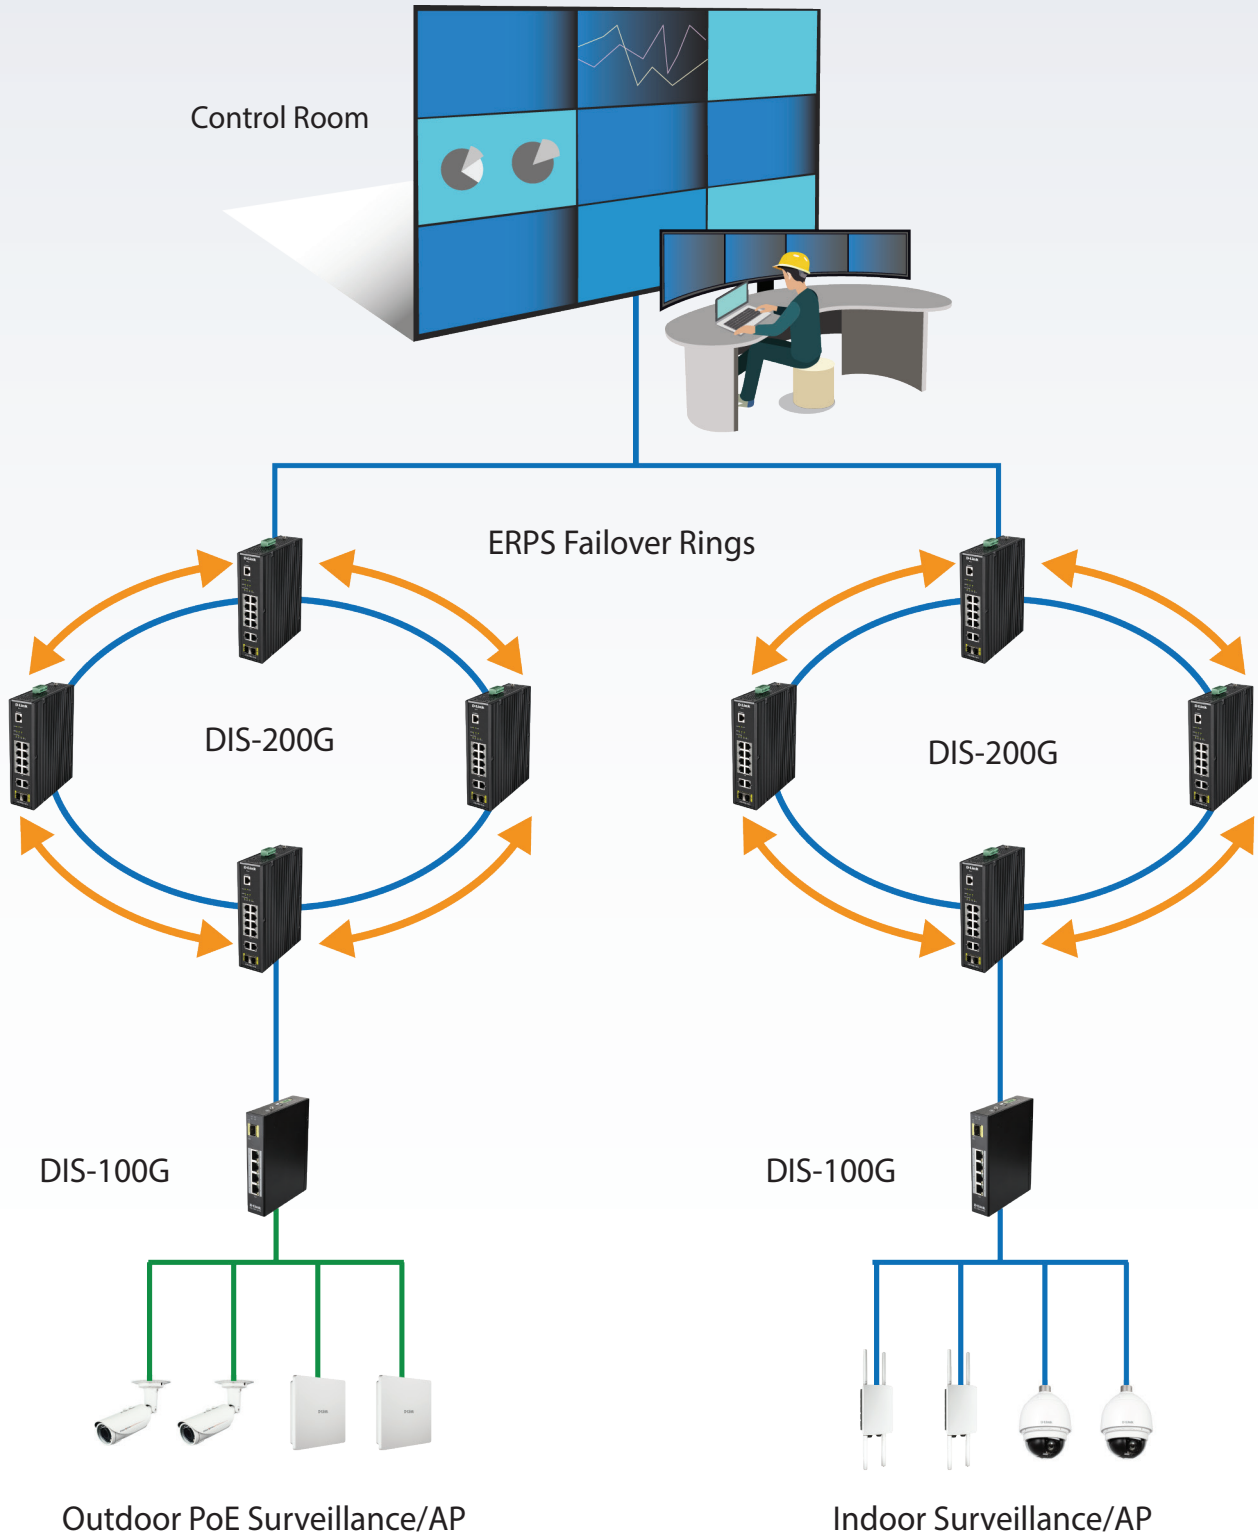 Control Room
ERPS Failover Rings
DIS-200G
DIS-200G
DIS-100G
DIS-100G
Outdoor PoE Surveillance/AP
Indoor Surveillance/AP